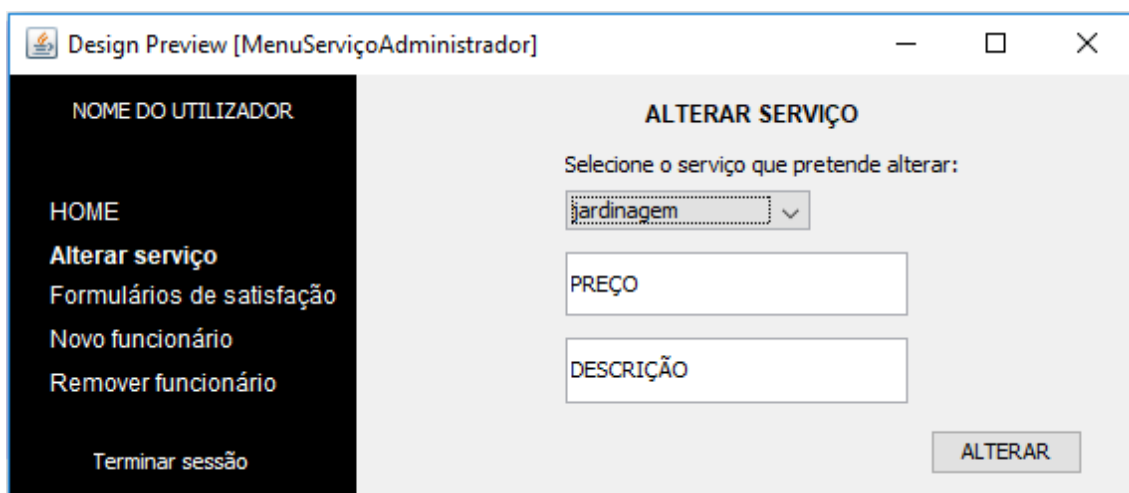 Design Preview [MenuServiçoAdministrador]
NOME DO UTILIZADOR
HOME
Alterar serviço
Formulários de satisfação
Novo funcionário
Remover funcionário
Terminar sessão
ALTERAR SERVIÇO
Selecione o serviço que pretende alterar:
jardinagem
PREÇO
DESCRIÇÃO
ALTERAR